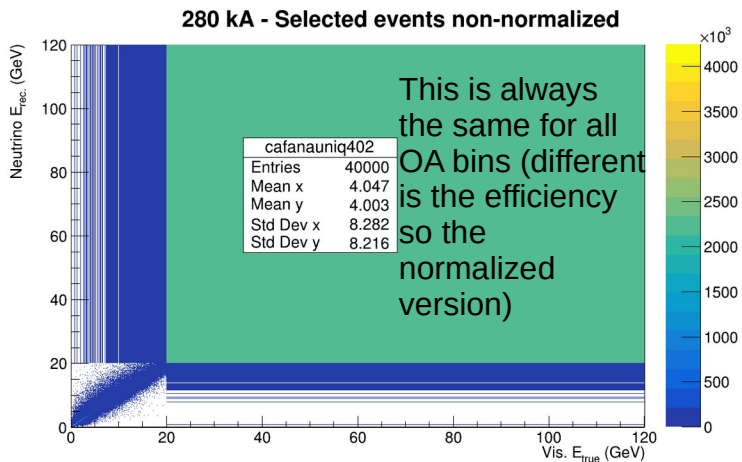 280 kA - Selected events non-normalized
×10³
Neutrino E_rec. (GeV)
120
100
80
60
40
20
0
This is always
the same for all
OA bins (different
is the efficiency
so the
normalized
version)
cafanauniq402
Entries 40000
Mean x 4.047
Mean y 4.003
Std Dev x 8.282
Std Dev y 8.216
4000
3500
3000
2500
2000
1500
1000
500
0
0 20 40 60 80 100 120
Vis. E_true (GeV)